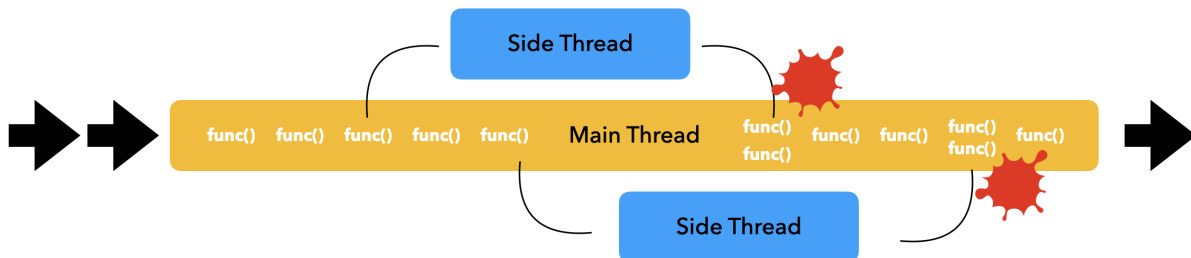 Side Thread
func() func() func() func() func() Main Thread func() func() func() func() func()
func() func()
Side Thread